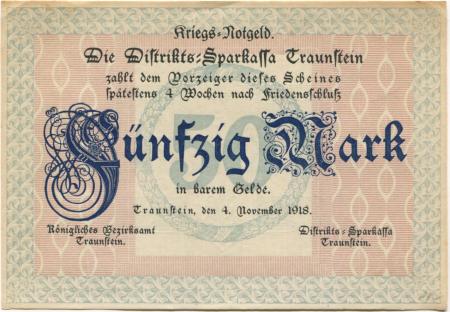 Kriegs-Notgeld.
Die Distrikts-Sparkassa Traunstein
zahlt dem Vorzeiger dieses Scheines
spätestens 4 Wochen nach Friedensschluß
50
Fünfzig Mark
in barem Gelde.
Traunstein, den 4. November 1918.
Königliches Bezirksamt
Traunstein.
Distrikts-Sparkassa
Traunstein.